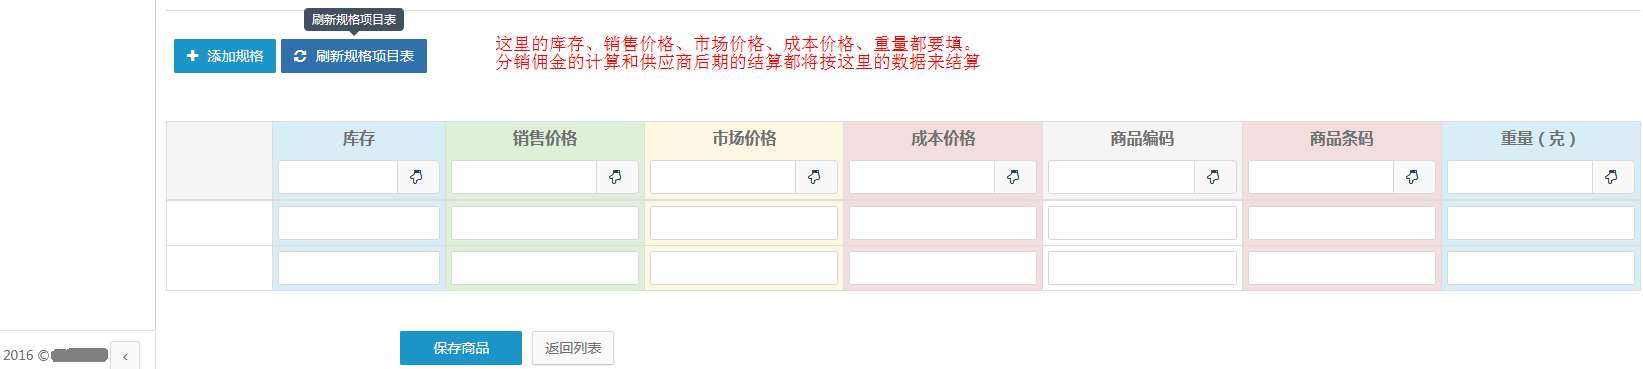 刷新规格项目表
添加规格 刷新规格项目表
这里的库存、销售价格、市场价格、成本价格、重量都要填。
分销佣金的计算和供应商后期的结算都将按这里的数据来结算
库存 销售价格 市场价格 成本价格 商品编码 商品条码 重量（克）
保存商品 返回列表
2016 ©